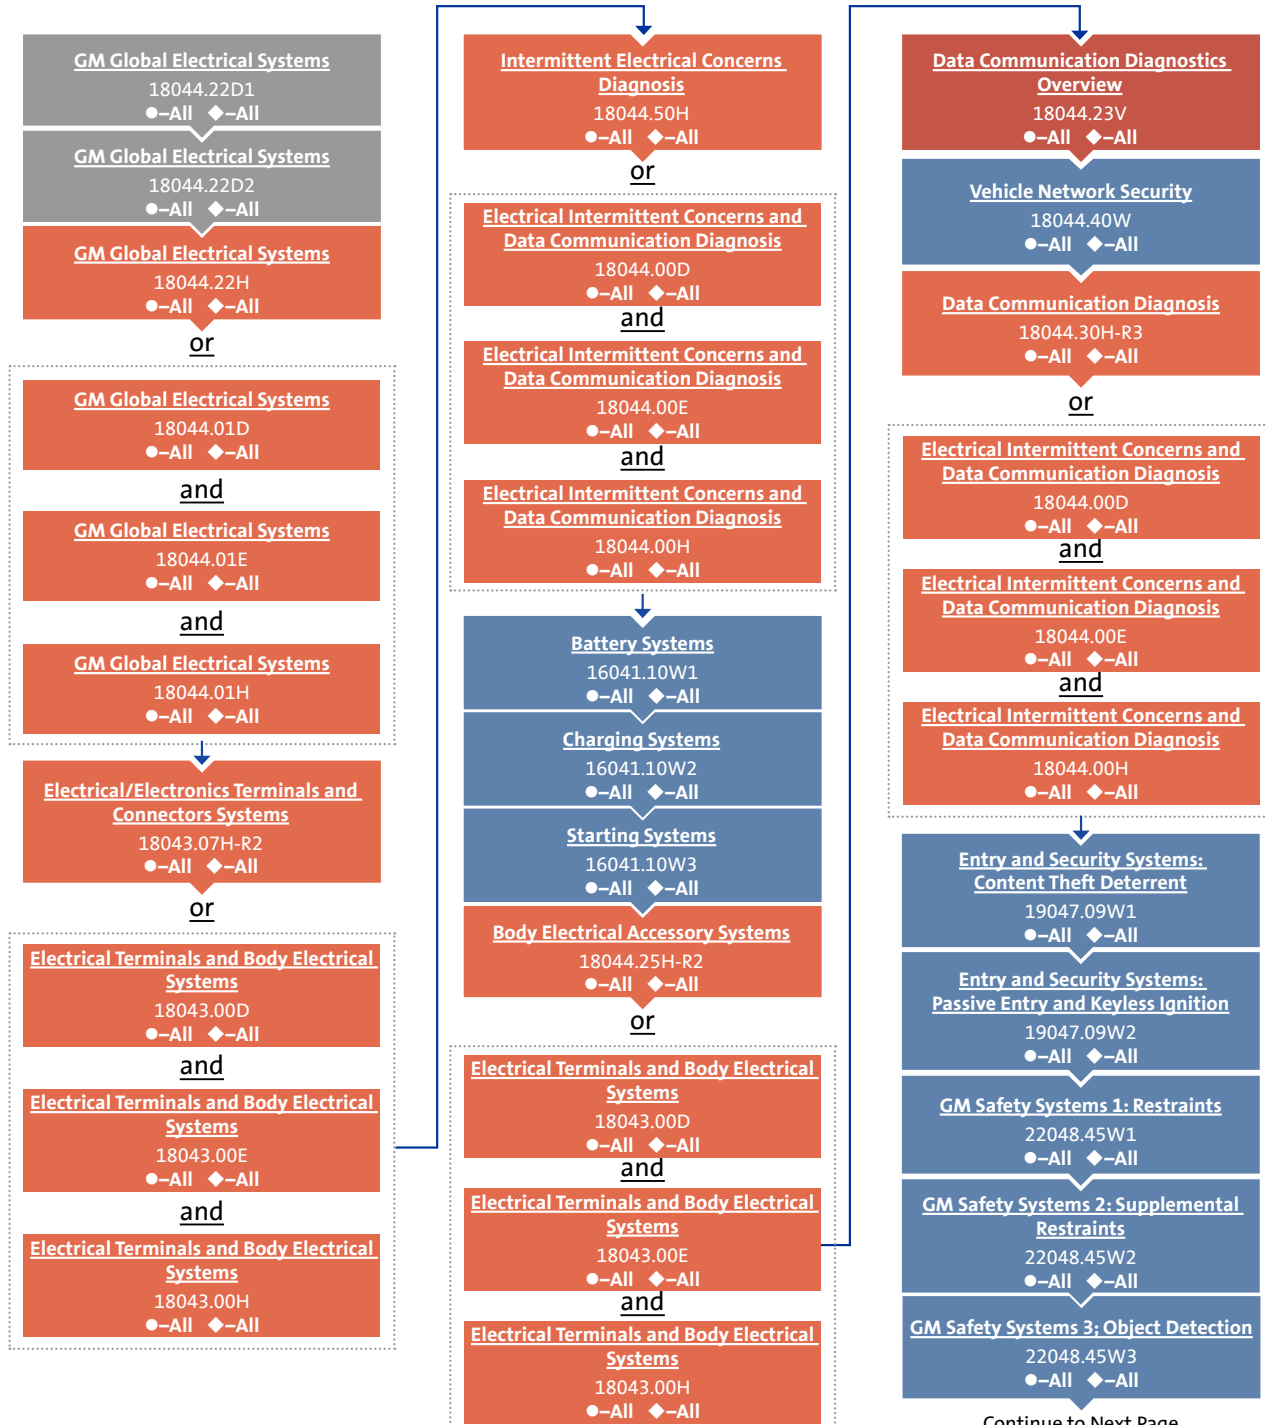 GM Global Electrical Systems
18044.22D1
●–All ◆–All
GM Global Electrical Systems
18044.22D2
●–All ◆–All
GM Global Electrical Systems
18044.22H
●–All ◆–All
or
GM Global Electrical Systems
18044.01D
●–All ◆–All
and
GM Global Electrical Systems
18044.01E
●–All ◆–All
and
GM Global Electrical Systems
18044.01H
●–All ◆–All
Electrical/Electronics Terminals and
Connectors Systems
18043.07H-R2
●–All ◆–All
or
Electrical Terminals and Body Electrical
Systems
18043.00D
●–All ◆–All
and
Electrical Terminals and Body Electrical
Systems
18043.00E
●–All ◆–All
and
Electrical Terminals and Body Electrical
Systems
18043.00H
●–All ◆–All
Intermittent Electrical Concerns
Diagnosis
18044.50H
●–All ◆–All
or
Electrical Intermittent Concerns and
Data Communication Diagnosis
18044.00D
●–All ◆–All
and
Electrical Intermittent Concerns and
Data Communication Diagnosis
18044.00E
●–All ◆–All
and
Electrical Intermittent Concerns and
Data Communication Diagnosis
18044.00H
●–All ◆–All
Battery Systems
16041.10W1
●–All ◆–All
Charging Systems
16041.10W2
●–All ◆–All
Starting Systems
16041.10W3
●–All ◆–All
Body Electrical Accessory Systems
18044.25H-R2
●–All ◆–All
or
Electrical Terminals and Body Electrical
Systems
18043.00D
●–All ◆–All
and
Electrical Terminals and Body Electrical
Systems
18043.00E
●–All ◆–All
and
Electrical Terminals and Body Electrical
Systems
18043.00H
●–All ◆–All
Data Communication Diagnostics
Overview
18044.23V
●–All ◆–All
Vehicle Network Security
18044.40W
●–All ◆–All
Data Communication Diagnosis
18044.30H-R3
●–All ◆–All
or
Electrical Intermittent Concerns and
Data Communication Diagnosis
18044.00D
●–All ◆–All
and
Electrical Intermittent Concerns and
Data Communication Diagnosis
18044.00E
●–All ◆–All
and
Electrical Intermittent Concerns and
Data Communication Diagnosis
18044.00H
●–All ◆–All
Entry and Security Systems:
Content Theft Deterrent
19047.09W1
●–All ◆–All
Entry and Security Systems:
Passive Entry and Keyless Ignition
19047.09W2
●–All ◆–All
GM Safety Systems 1: Restraints
22048.45W1
●–All ◆–All
GM Safety Systems 2: Supplemental
Restraints
22048.45W2
●–All ◆–All
GM Safety Systems 3; Object Detection
22048.45W3
●–All ◆–All
Continue to Next Page